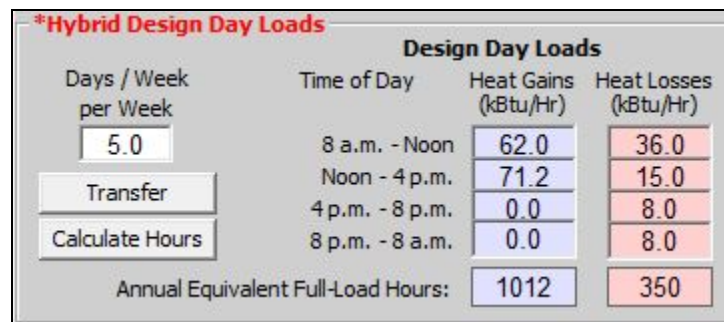 *Hybrid Design Day Loads
Design Day Loads
Days / Week
per Week
Time of Day
Heat Gains
(kBtu/Hr)
Heat Losses
(kBtu/Hr)
5.0
8 a.m. - Noon 62.0 36.0
Transfer
Noon - 4 p.m. 71.2 15.0
4 p.m. - 8 p.m. 0.0 8.0
Calculate Hours
8 p.m. - 8 a.m. 0.0 8.0
Annual Equivalent Full-Load Hours: 1012 350